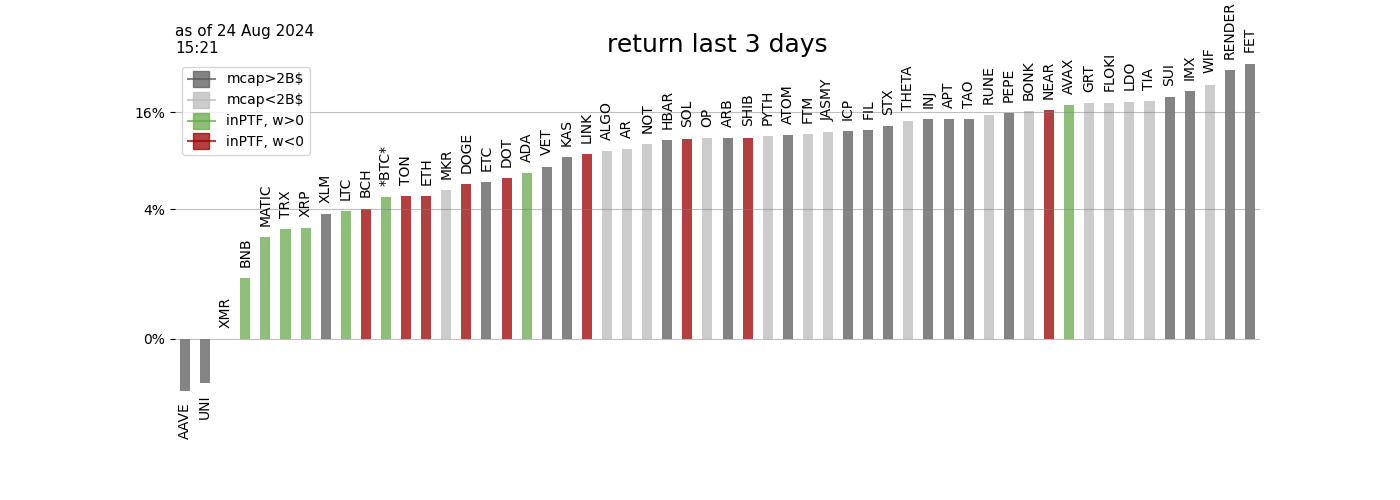 as of 24 Aug 2024
15:21
return last 3 days
mcap>2B$
mcap<2B$
inPTF, w>0
inPTF, w<0
16%
4%
0%
AAVE
UNI
XMR
BNB
MATIC
TRX
XRP
XLM
LTC
BCH
*BTC*
TON
ETH
MKR
DOGE
ETC
DOT
ADA
VET
KAS
LINK
ALGO
AR
NOT
HBAR
SOL
OP
ARB
SHIB
PYTH
ATOM
FTM
JASMY
ICP
FIL
STX
THETA
INJ
APT
TAO
RUNE
PEPE
BONK
NEAR
AVAX
GRT
FLOKI
LDO
TIA
SUI
IMX
WIF
RENDER
FET